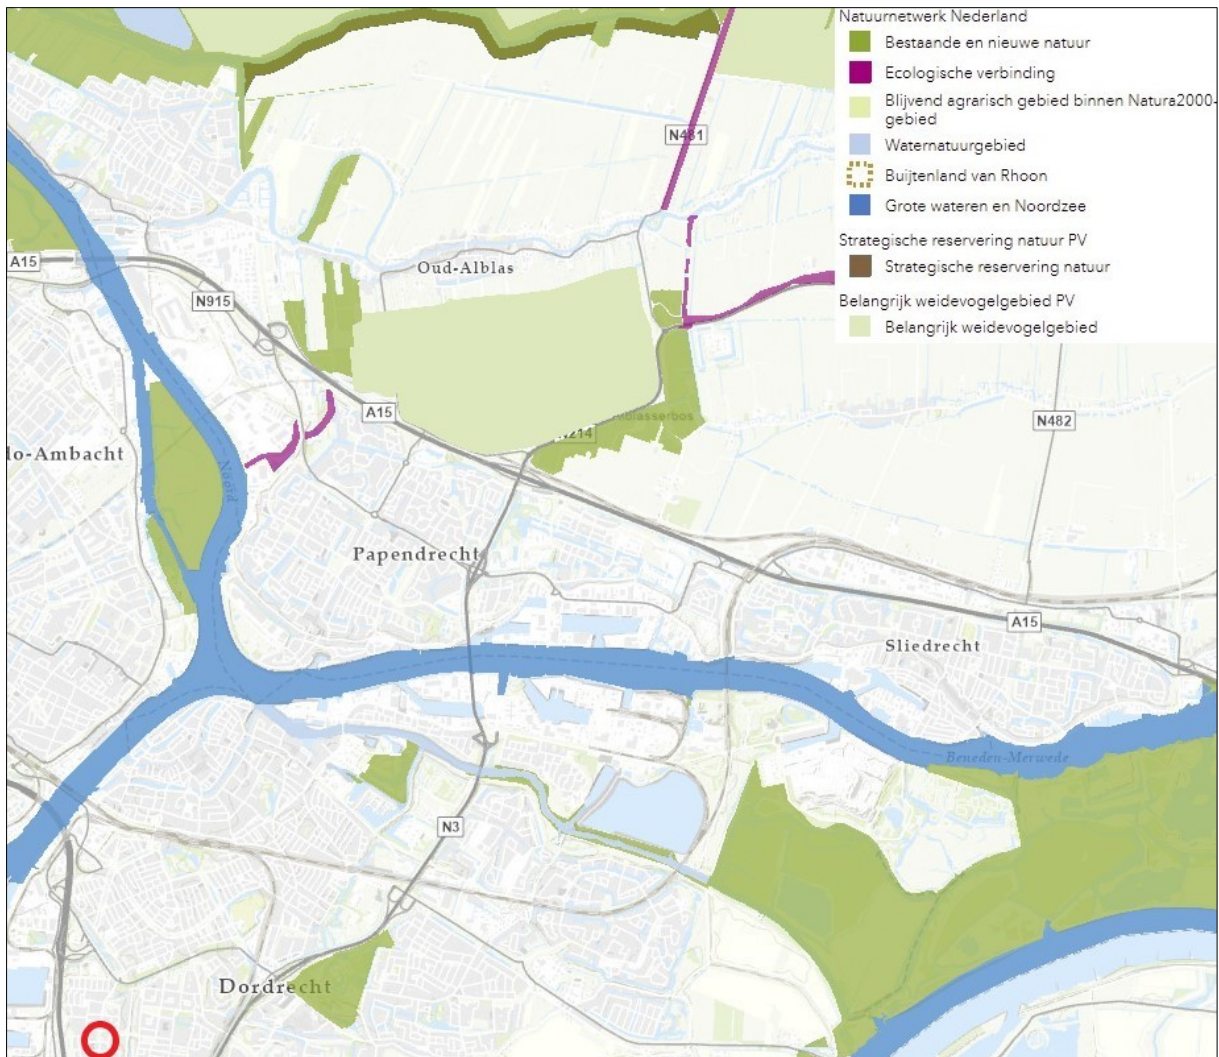 Natuurnetwerk Nederland
Bestaande en nieuwe natuur
Ecologische verbinding
Blijvend agrarisch gebied binnen Natura2000-
gebied
Waternatuurgebied
Buijtenland van Rhoon
Grote wateren en Noordzee
Strategische reservering natuur PV
Strategische reservering natuur
Belangrijk weidevogelgebied PV
Belangrijk weidevogelgebied
N481
A15
Oud-Alblas
N915
A15
N482
blasserbos
N214
do-Ambacht
Noord
Papendrecht
A15
Sliedrecht
Beneden-Merwede
N3
Dordrecht